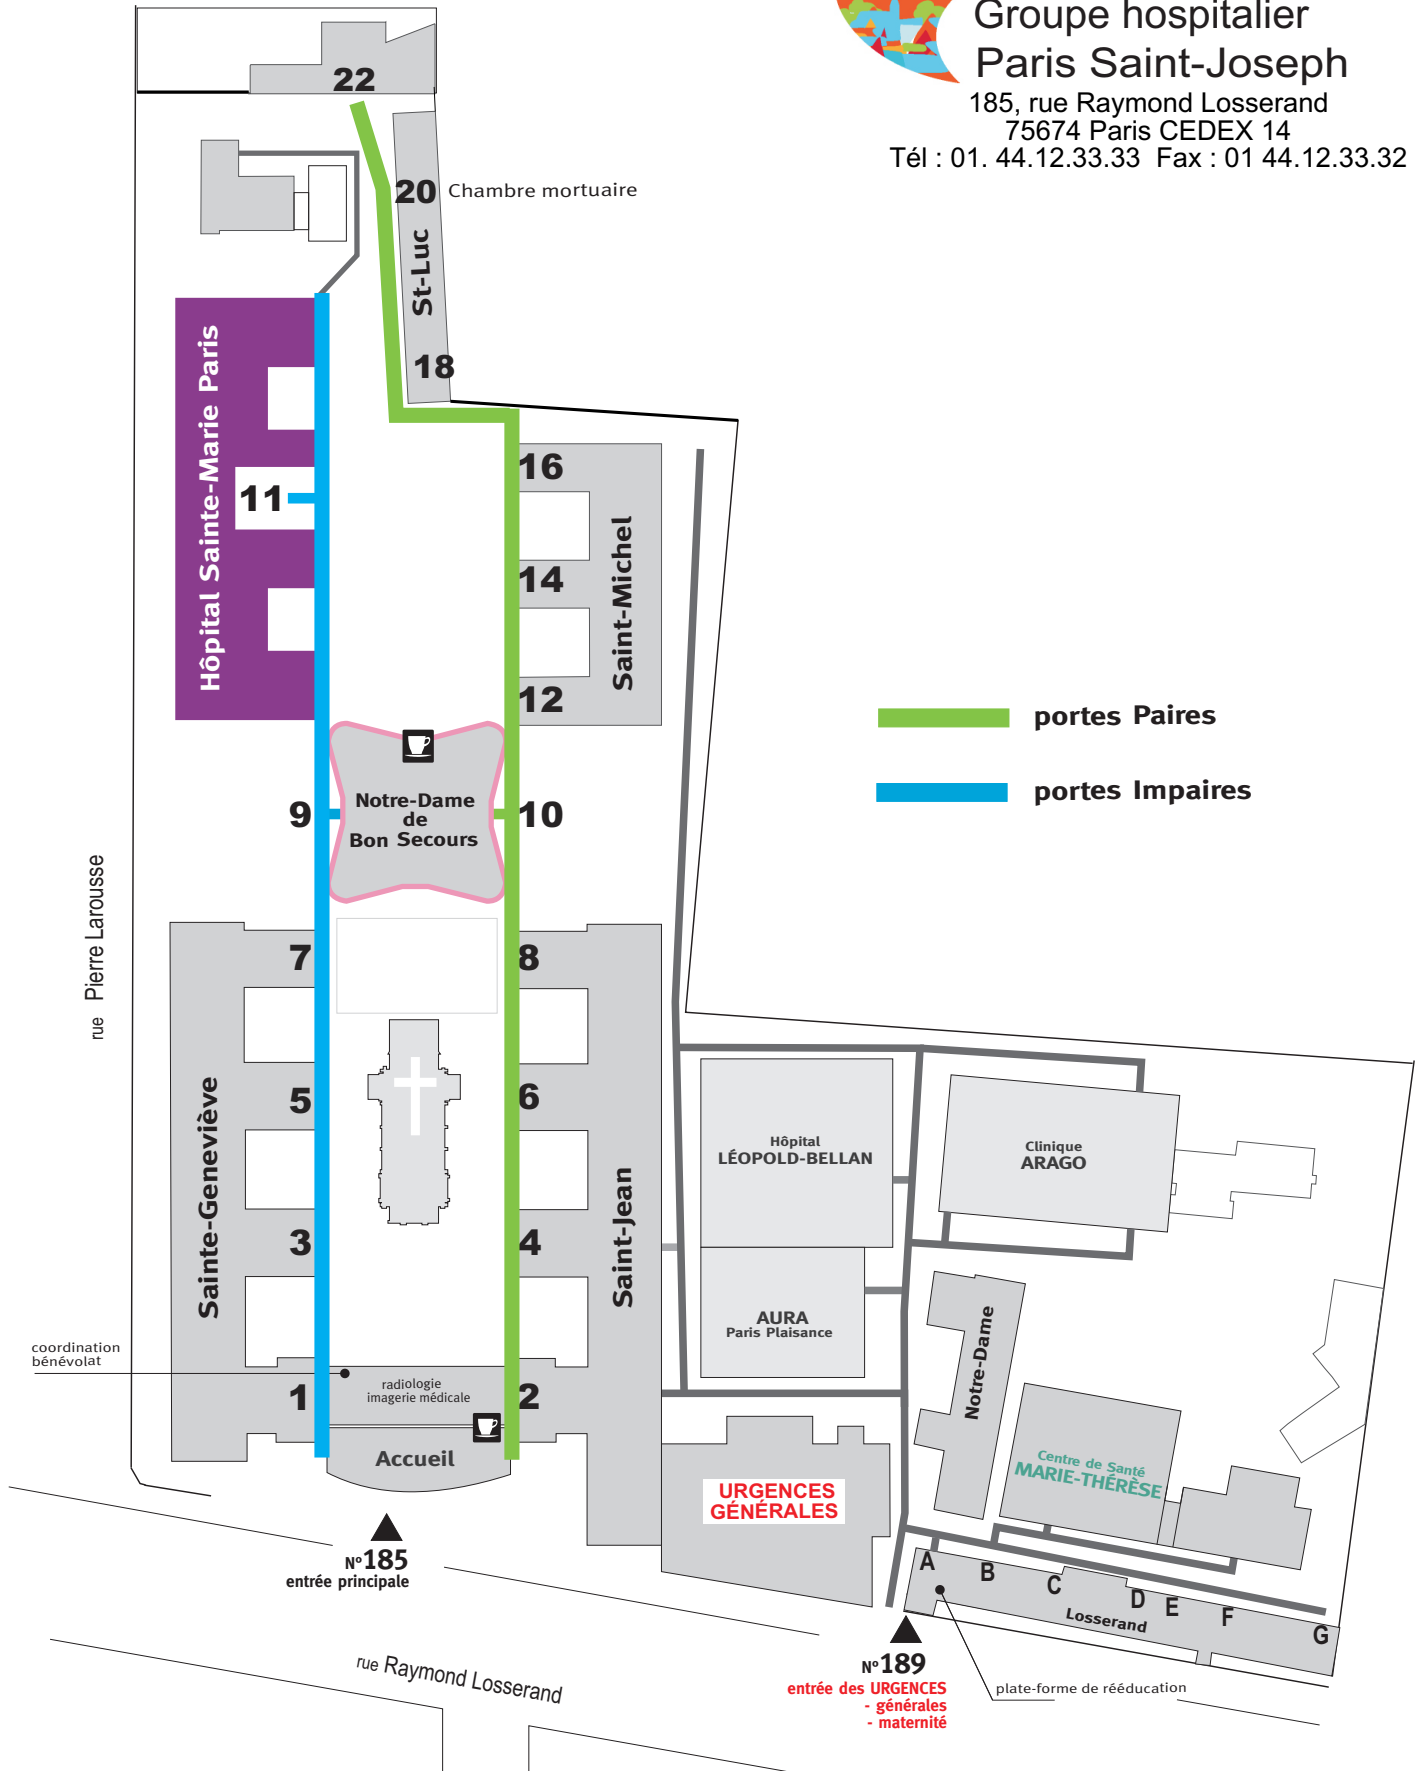 Groupe hospitalier
Paris Saint-Joseph
185, rue Raymond Losserand
75674 Paris CEDEX 14
Tél : 01. 44.12.33.33 Fax : 01 44.12.33.32
22
20
Chambre mortuaire
St-Luc
18
Hôpital Sainte-Marie Paris
11
16
14
12
Saint-Michel
portes Paires
portes Impaires
9
Notre-Dame
de
Bon Secours
10
rue Pierre Larousse
7
8
5
6
3
4
Sainte-Geneviève
Saint-Jean
Hôpital
LÉOPOLD-BELLAN
Clinique
ARAGO
AURA
Paris Plaisance
Notre-Dame
coordination
bénévolat
1
radiologie
imagerie médicale
2
Accueil
Centre de Santé
MARIE-THÉRÈSE
URGENCES
GÉNÉRALES
Nº185
entrée principale
A
B
C
D
E
F
G
Losserand
Nº189
entrée des URGENCES
- générales
- maternité
plate-forme de rééducation
rue Raymond Losserand